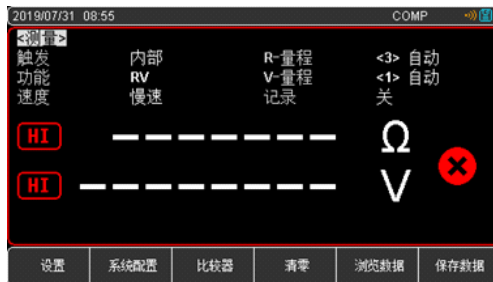 2019/07/31 08:55 COMP
<测量>
触发 内部 R-量程 <3> 自动
功能 RV V-量程 <1> 自动
速度 慢速 记录 关
HI -------- Ω
HI --------- V
设置 系统配置 比较器 清零 浏览数据 保存数据